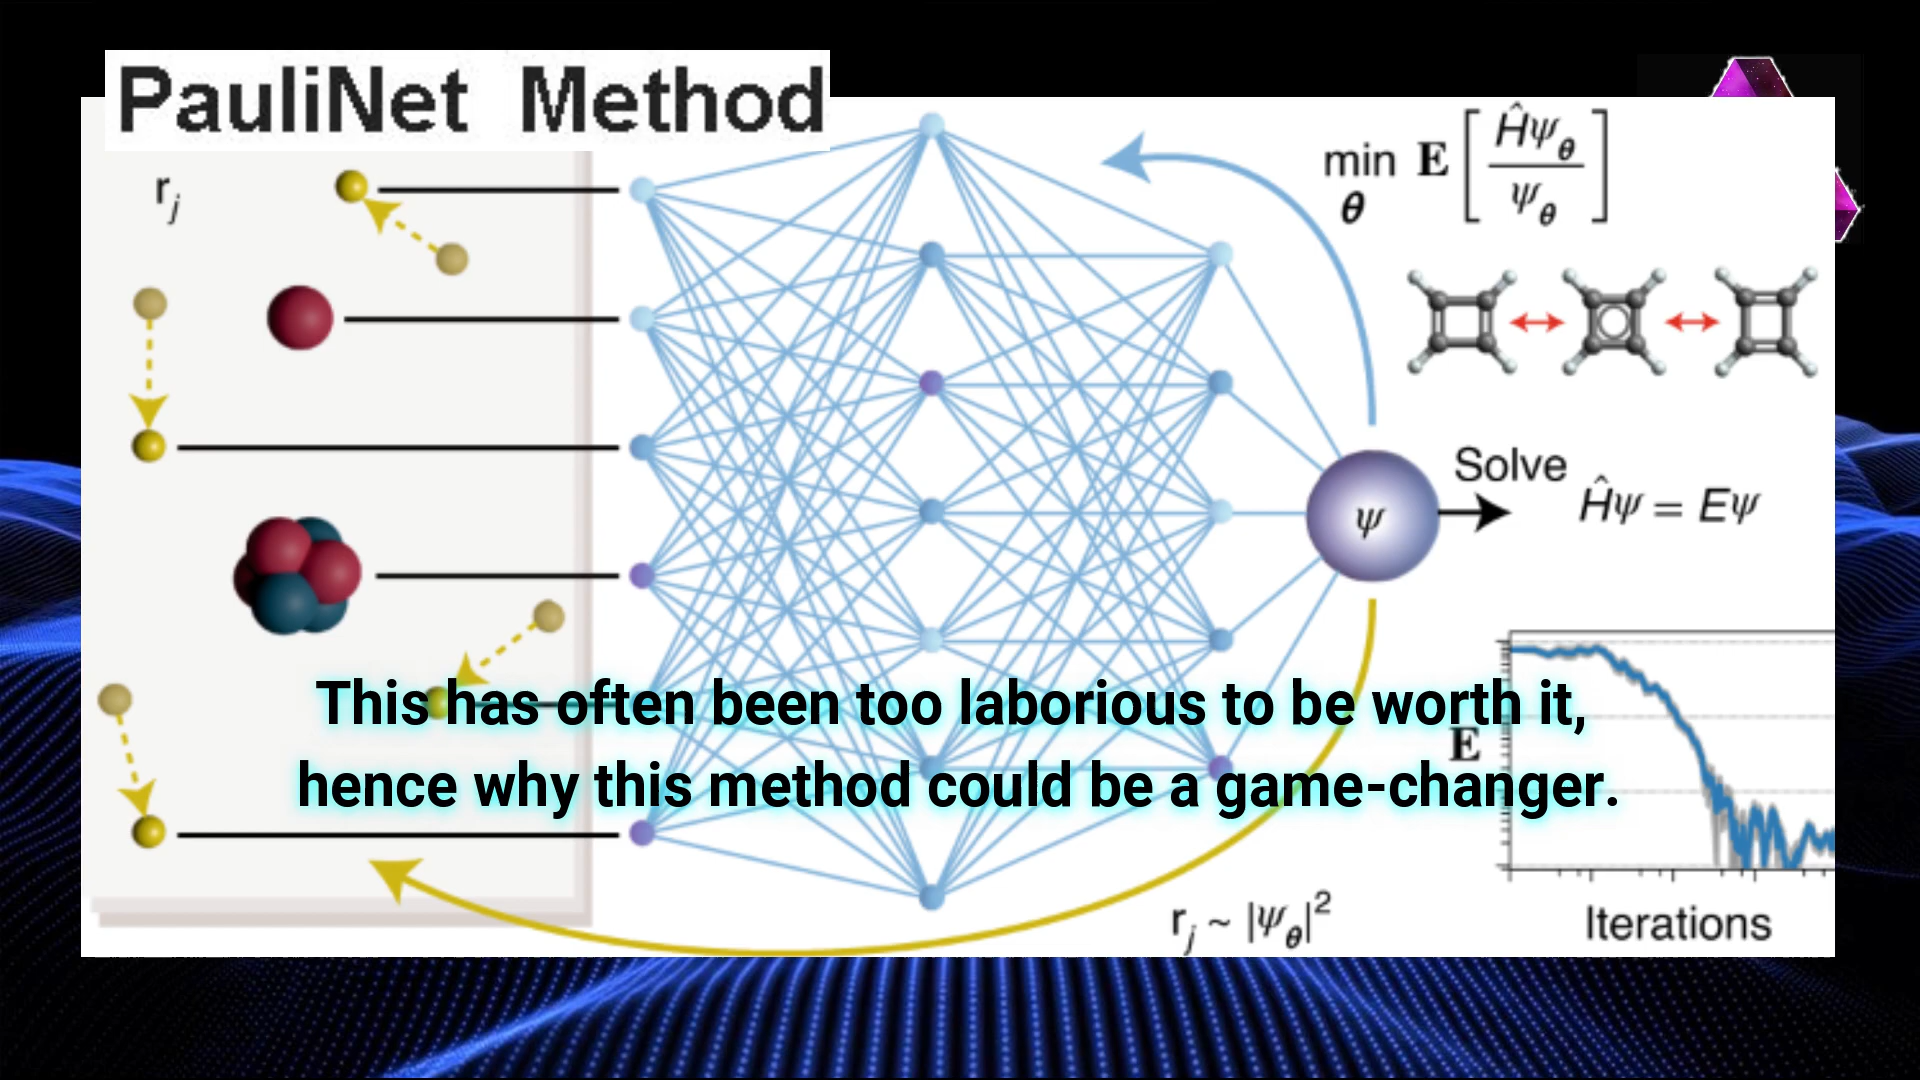 PauliNet Method
r_j
min_θ E [ Ĥψ_θ / ψ_θ ]
Solve
Ĥψ = Eψ
ψ
This has often been too laborious to be worth it,
hence why this method could be a game-changer.
E
Iterations
r_j ~ |ψ_θ|²